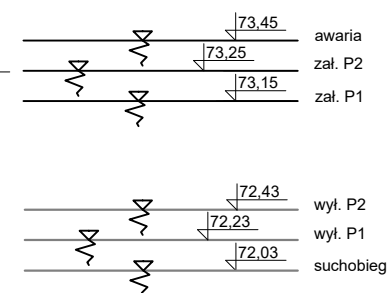 73,45
awaria
73,25
zał. P2
73,15
zał. P1
72,43
wył. P2
72,23
wył. P1
72,03
suchobieg